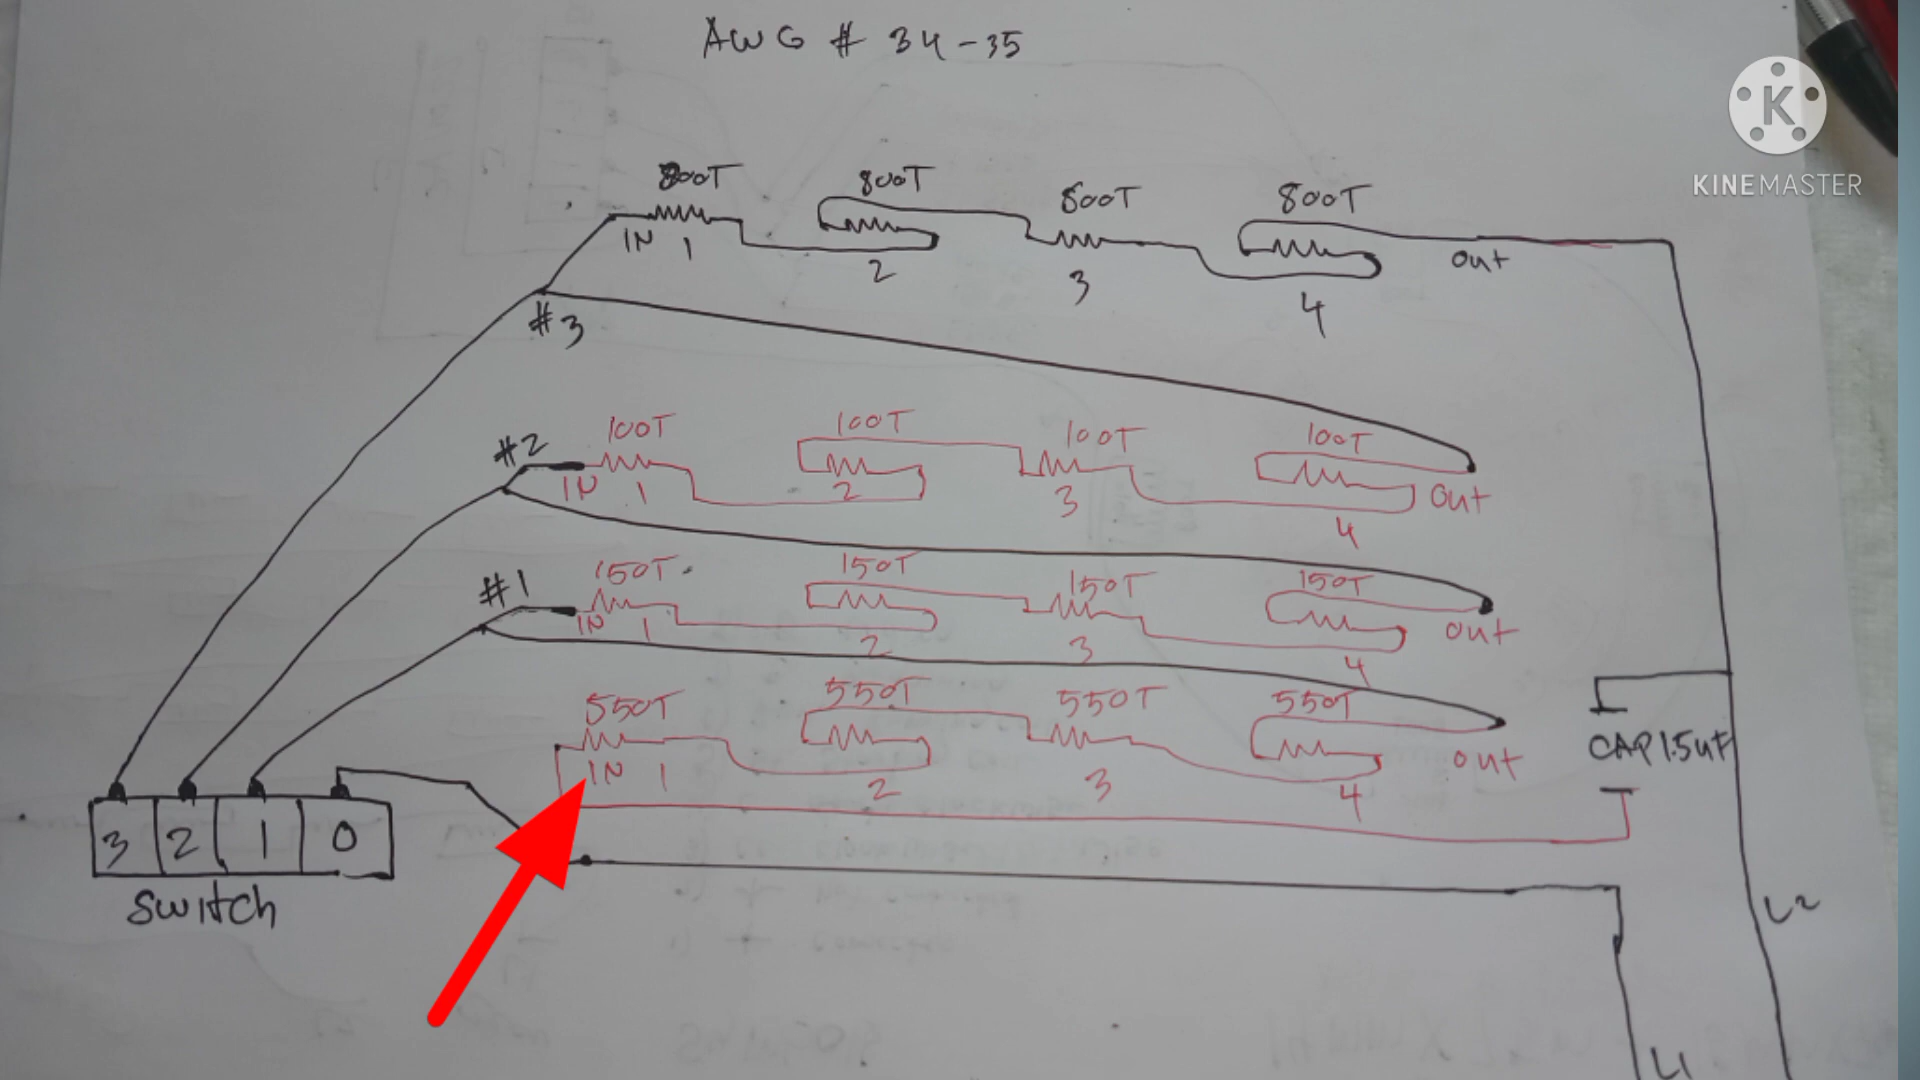 AWG # 34-35
KINEMASTER
800T 800T 800T 800T
IN 1 2 3 4 out
#3
100T 100T 100T 100T
#2
IN 1 2 3 4 out
150T 150T 150T 150T
#1
IN 1 2 3 4 out
550T 550T 550T 550T
IN 1 2 3 4 out
CAP 1.5uF
3 2 1 0
switch
L2
L1